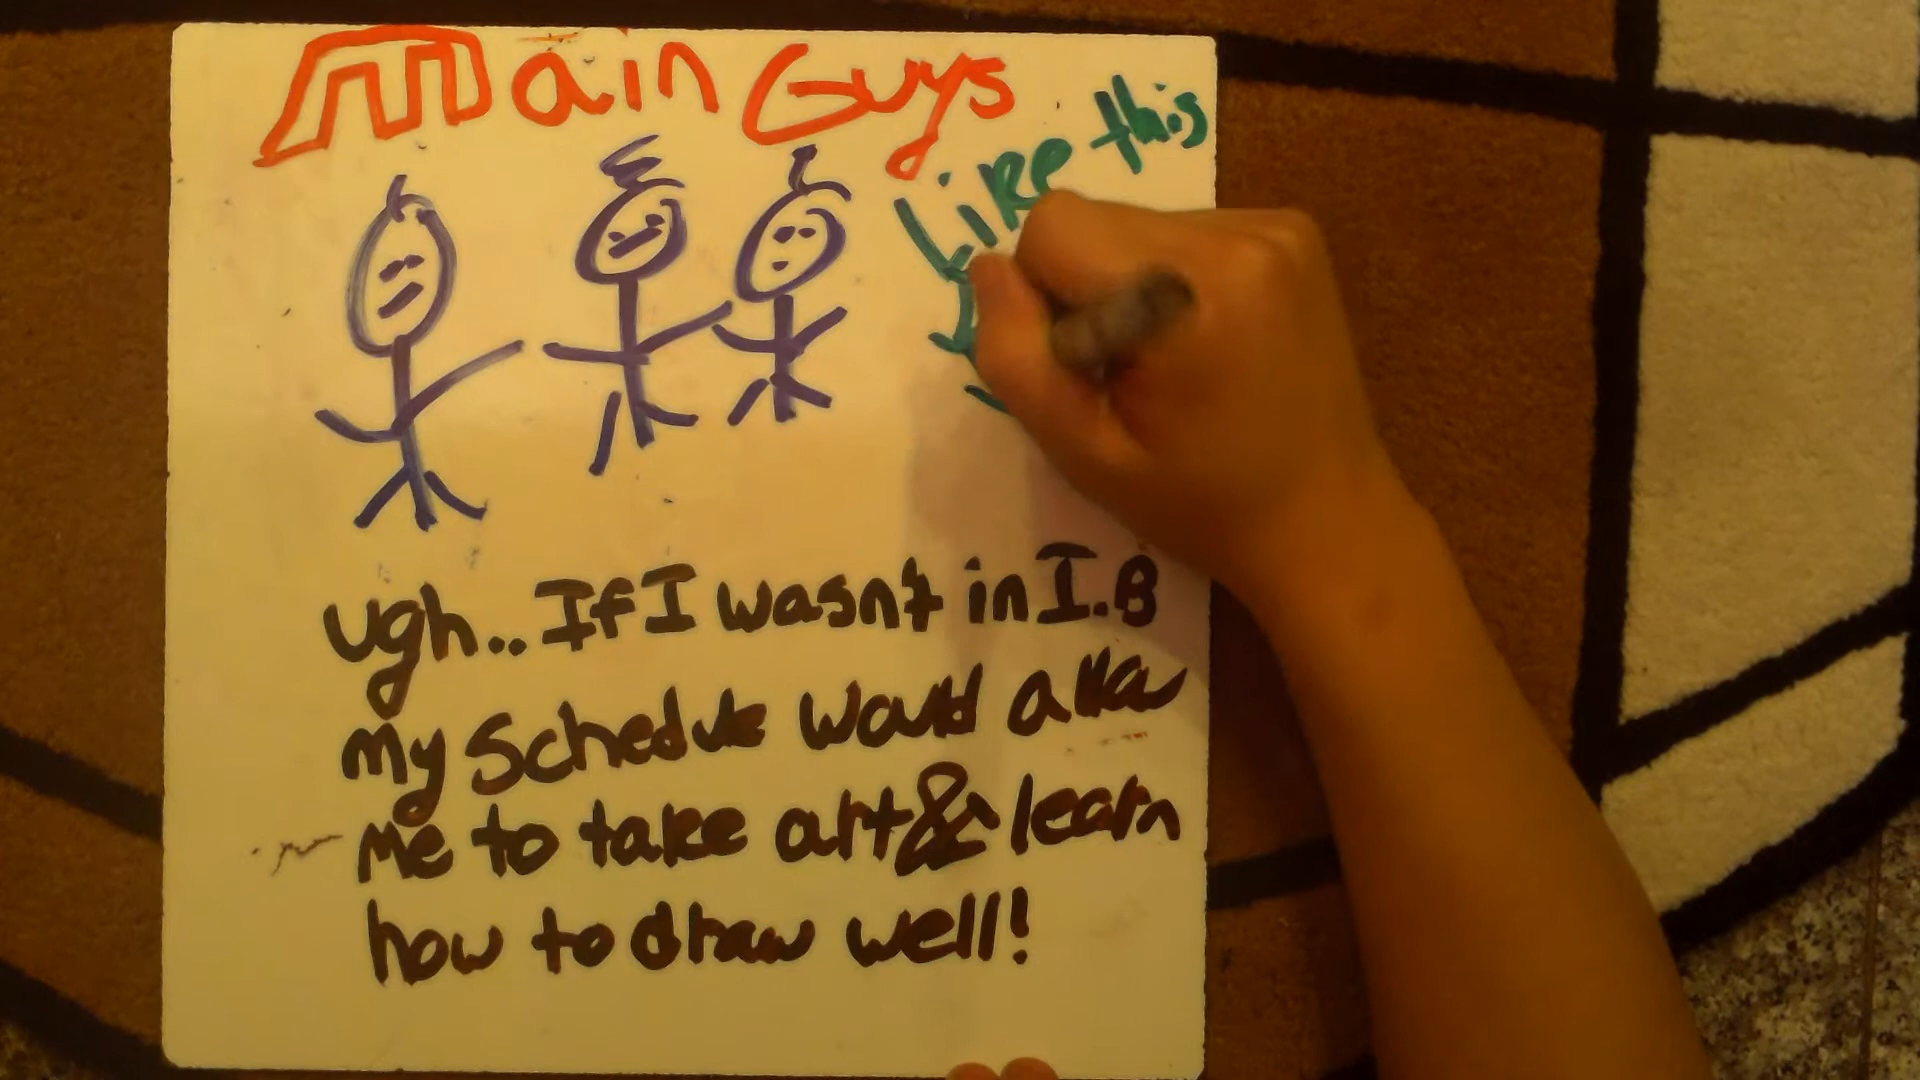 Main Guys
Like this
ugh.. If I wasn't in I.B
my Schedule would allow
me to take art & learn
how to draw well!